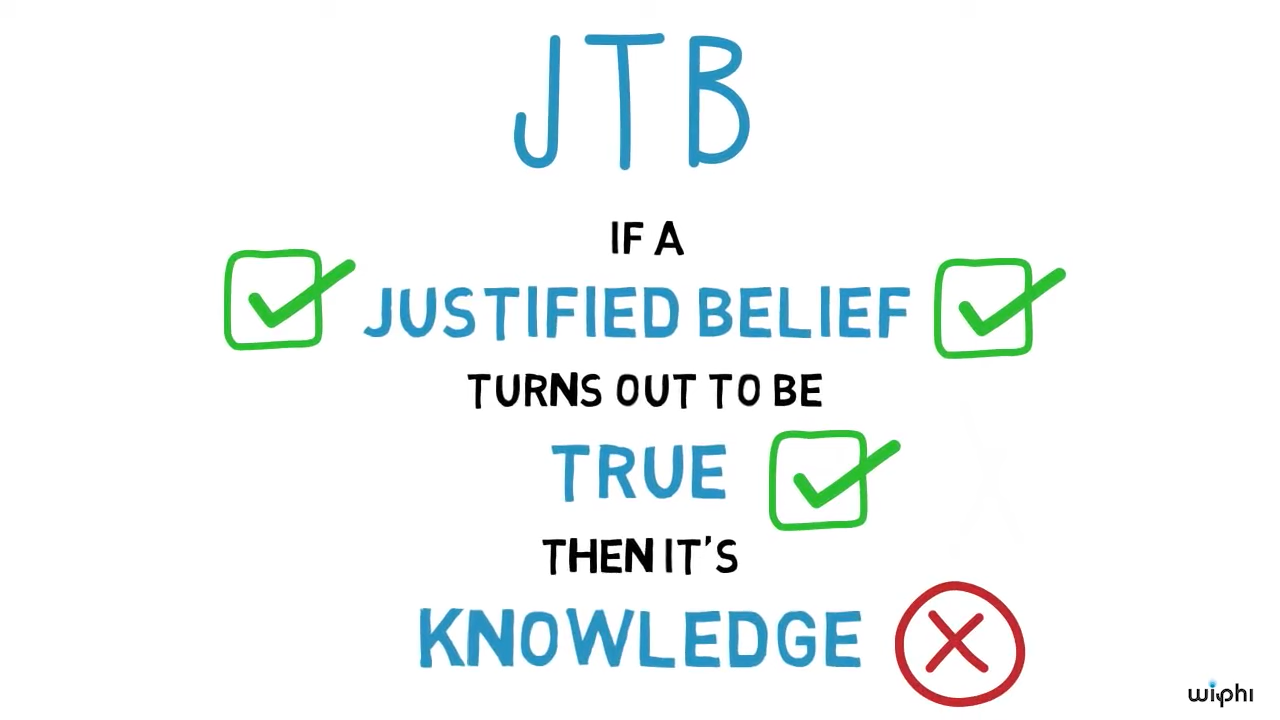 JTB
IF A
JUSTIFIED BELIEF
TURNS OUT TO BE
TRUE
THEN IT'S
KNOWLEDGE
wiphi